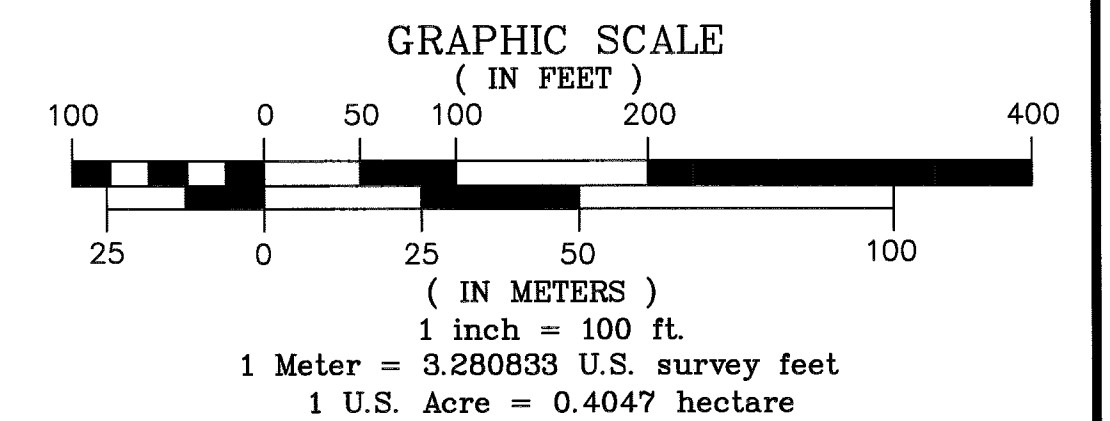 GRAPHIC SCALE
( IN FEET )
100 0 50 100 200 400
25 0 25 50 100
( IN METERS )
1 inch = 100 ft.
1 Meter = 3.280833 U.S. survey feet
1 U.S. Acre = 0.4047 hectare